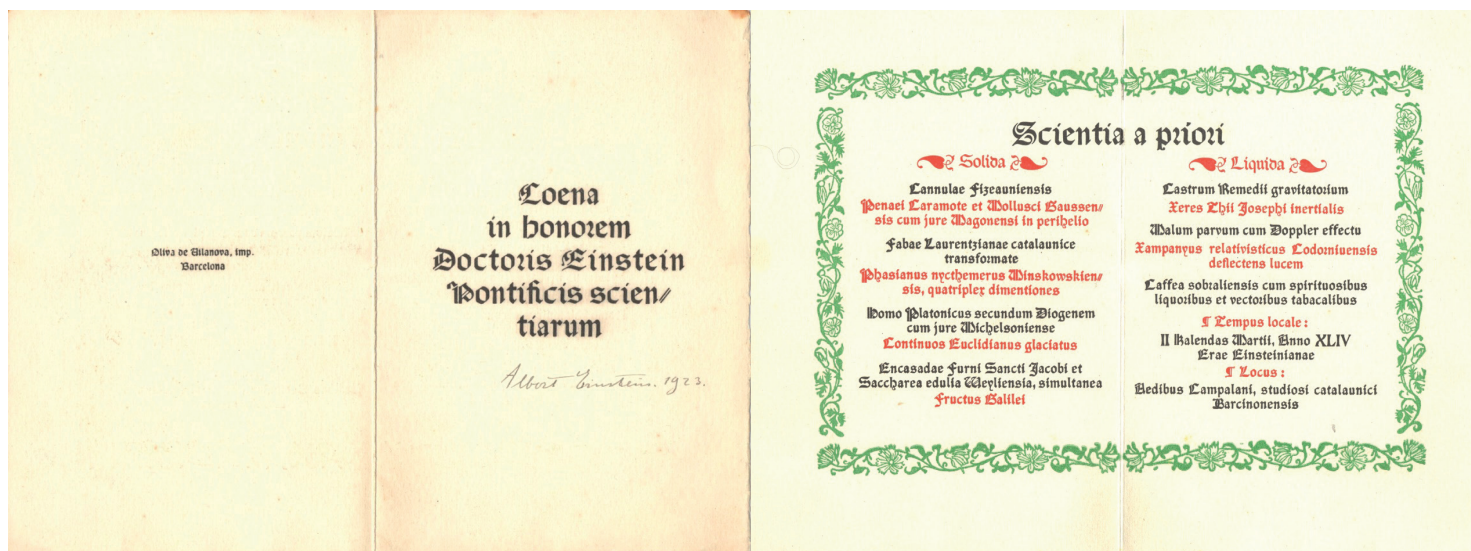 Oliva de Vilanova, imp.
Barcelona
Coena
in honorem
Doctoris Einstein
Pontificis scien-
tiarum
Albert Einstein. 1923.
Scientia a priori
Solida
Cannulae Fizeauniensis
Penaei Caramote et Mollusci Gaussen-
sis cum jure Magonensi in perihelio
Fabae Laurentzianae catalaunice
transformate
Phasianus nycthemerus Minskowskien-
sis, quatriplex dimentiones
Homo Platonicus secundum Diogenem
cum jure Michelsoniense
Continuos Euclidianus glaciatus
Encasadae Furni Sancti Jacobi et
Saccharea edulia Weyliensia, simultanea
Fructus Galilei
Liquida
Castrum Remedii gravitatorium
Xeres Thii Josephi inertialis
Malum parvum cum Doppler effectu
Xampanyus relativisticus Codorniuensis
deflectens lucem
Caffea sobraliensis cum spirituosibus
liquoribus et vectoribus tabacalibus
¶ Tempus locale:
II Kalendas Martii, Anno XLIV
Erae Einsteinianae
¶ Locus:
Aedibus Campalani, studiosi catalaunici
Barcinonensis